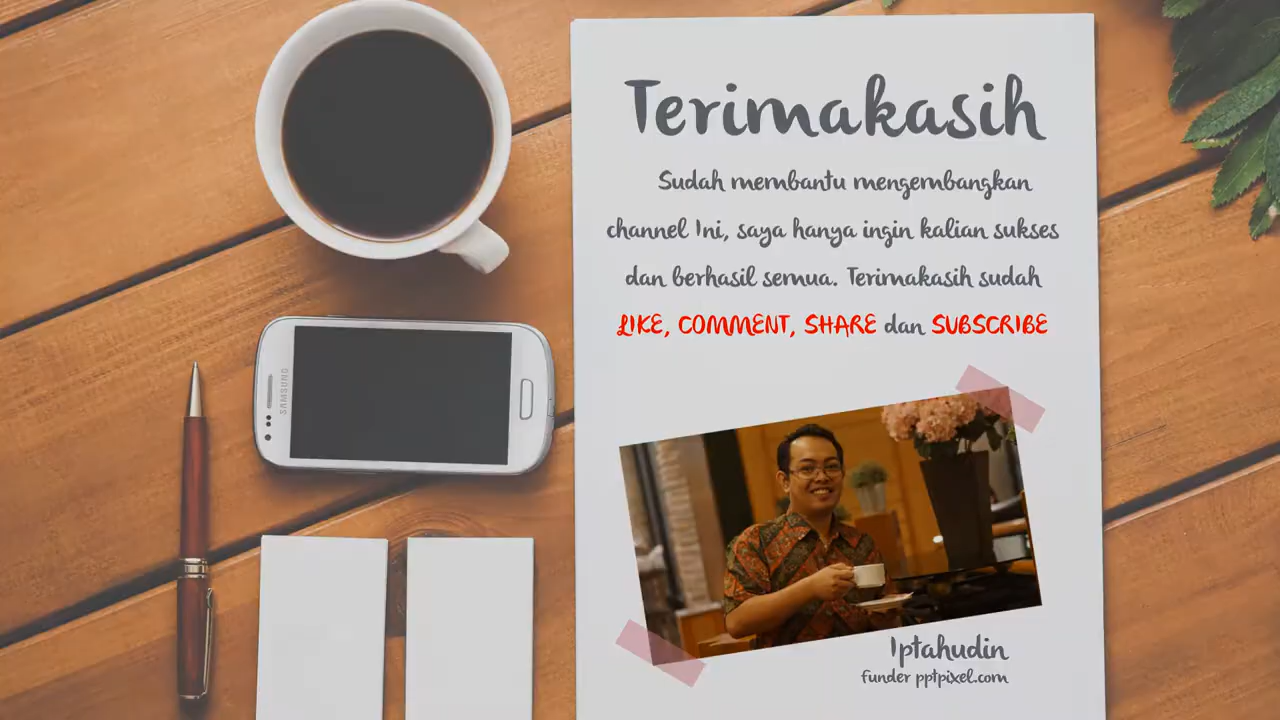 Terimakasih
Sudah membantu mengembangkan
channel Ini, saya hanya ingin kalian sukses
dan berhasil semua. Terimakasih sudah
LIKE, COMMENT, SHARE dan SUBSCRIBE
SAMSUNG
Iptahudin
funder pptpixel.com